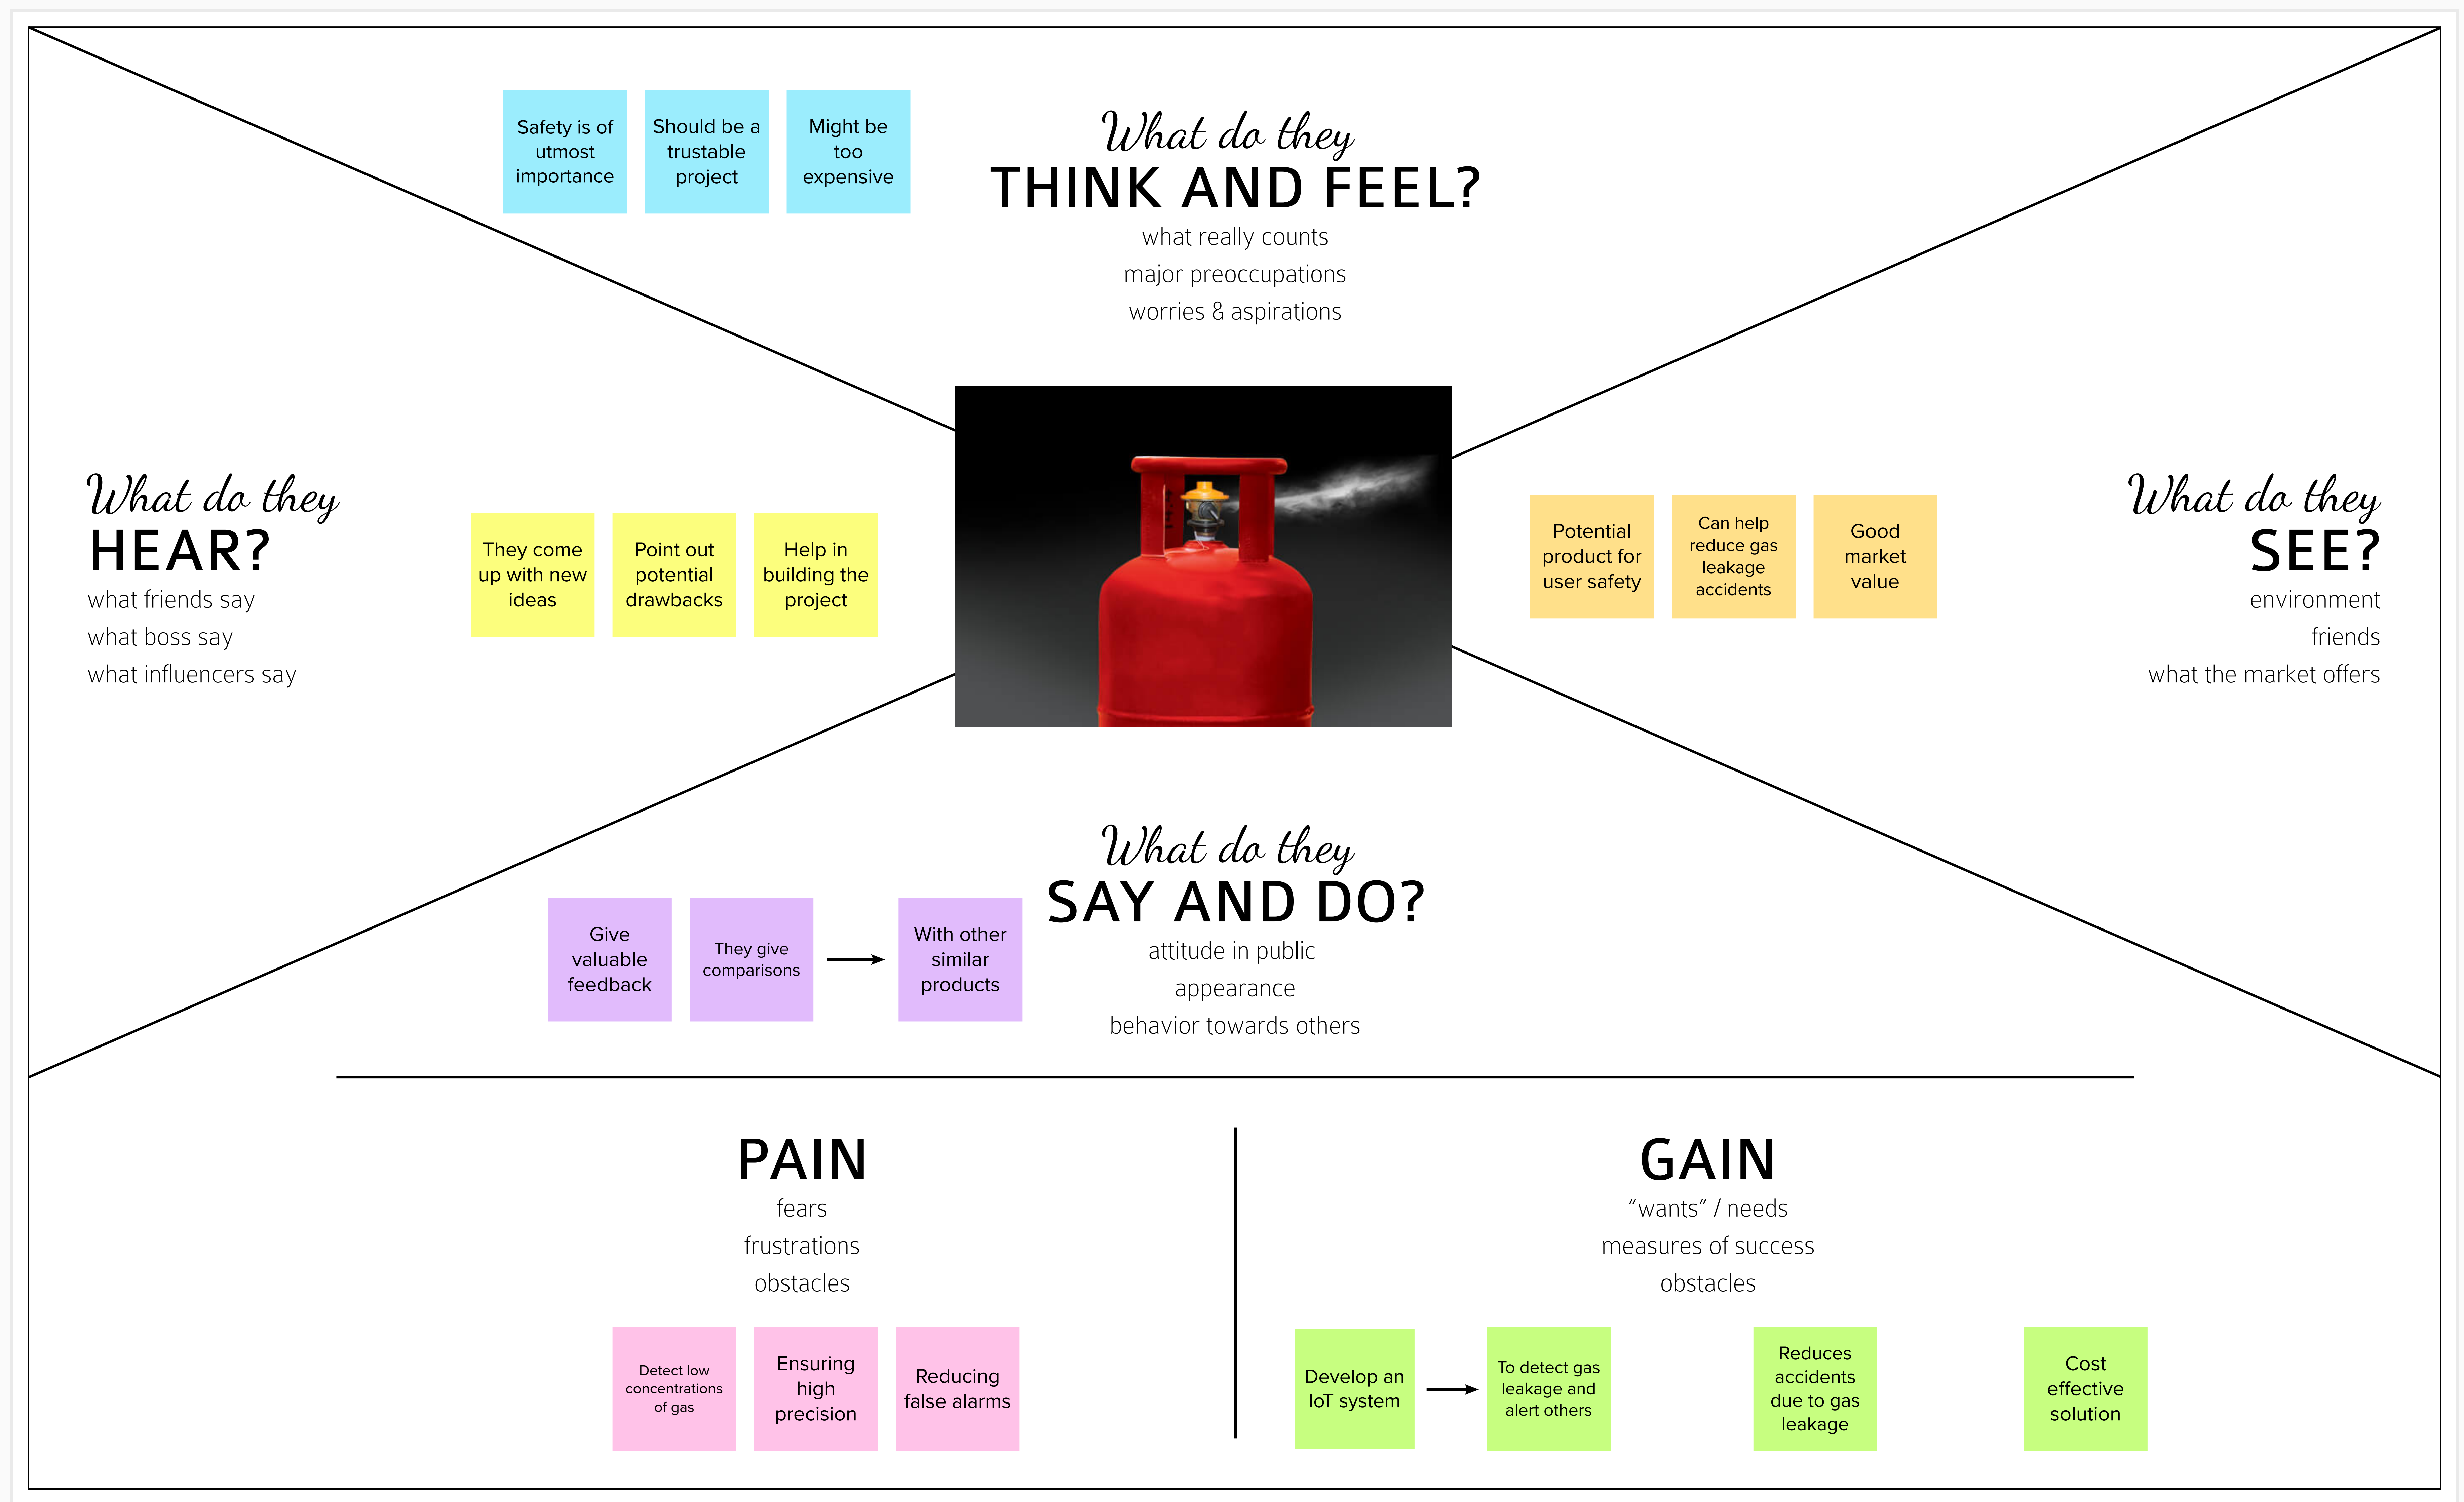 Safety is of
utmost
importance
Should be a
trustable
project
Might be
too
expensive
What do they
THINK AND FEEL?
what really counts
major preoccupations
worries & aspirations
What do they
HEAR?
what friends say
what boss say
what influencers say
They come
up with new
ideas
Point out
potential
drawbacks
Help in
building the
project
Potential
product for
user safety
Can help
reduce gas
leakage
accidents
Good
market
value
What do they
SEE?
environment
friends
what the market offers
What do they
SAY AND DO?
attitude in public
appearance
behavior towards others
Give
valuable
feedback
They give
comparisons
With other
similar
products
PAIN
fears
frustrations
obstacles
Detect low
concentrations
of gas
Ensuring
high
precision
Reducing
false alarms
GAIN
“wants” / needs
measures of success
obstacles
Develop an
IoT system
To detect gas
leakage and
alert others
Reduces
accidents
due to gas
leakage
Cost
effective
solution